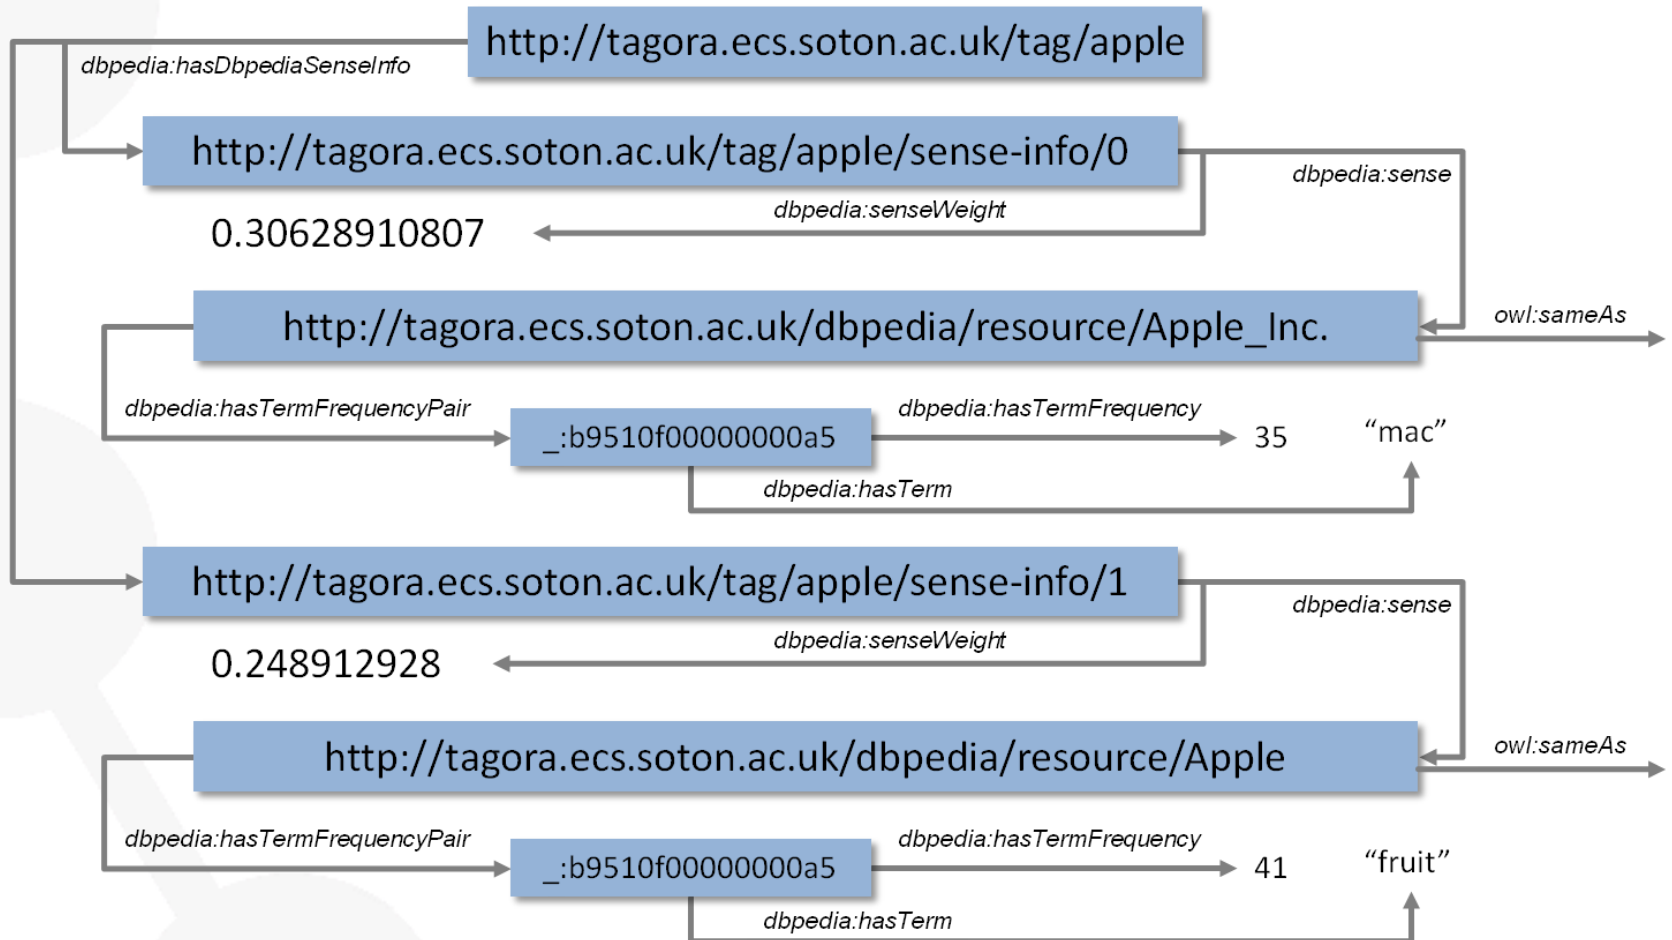 http://tagora.ecs.soton.ac.uk/tag/apple
dbpedia:hasDbpediaSenseInfo
http://tagora.ecs.soton.ac.uk/tag/apple/sense-info/0
dbpedia:sense
dbpedia:senseWeight
0.30628910807
http://tagora.ecs.soton.ac.uk/dbpedia/resource/Apple_Inc.
owl:sameAs
dbpedia:hasTermFrequencyPair
_:b9510f00000000a5
dbpedia:hasTermFrequency
35
“mac”
dbpedia:hasTerm
http://tagora.ecs.soton.ac.uk/tag/apple/sense-info/1
dbpedia:sense
dbpedia:senseWeight
0.248912928
http://tagora.ecs.soton.ac.uk/dbpedia/resource/Apple
owl:sameAs
dbpedia:hasTermFrequencyPair
_:b9510f00000000a5
dbpedia:hasTermFrequency
41
“fruit”
dbpedia:hasTerm